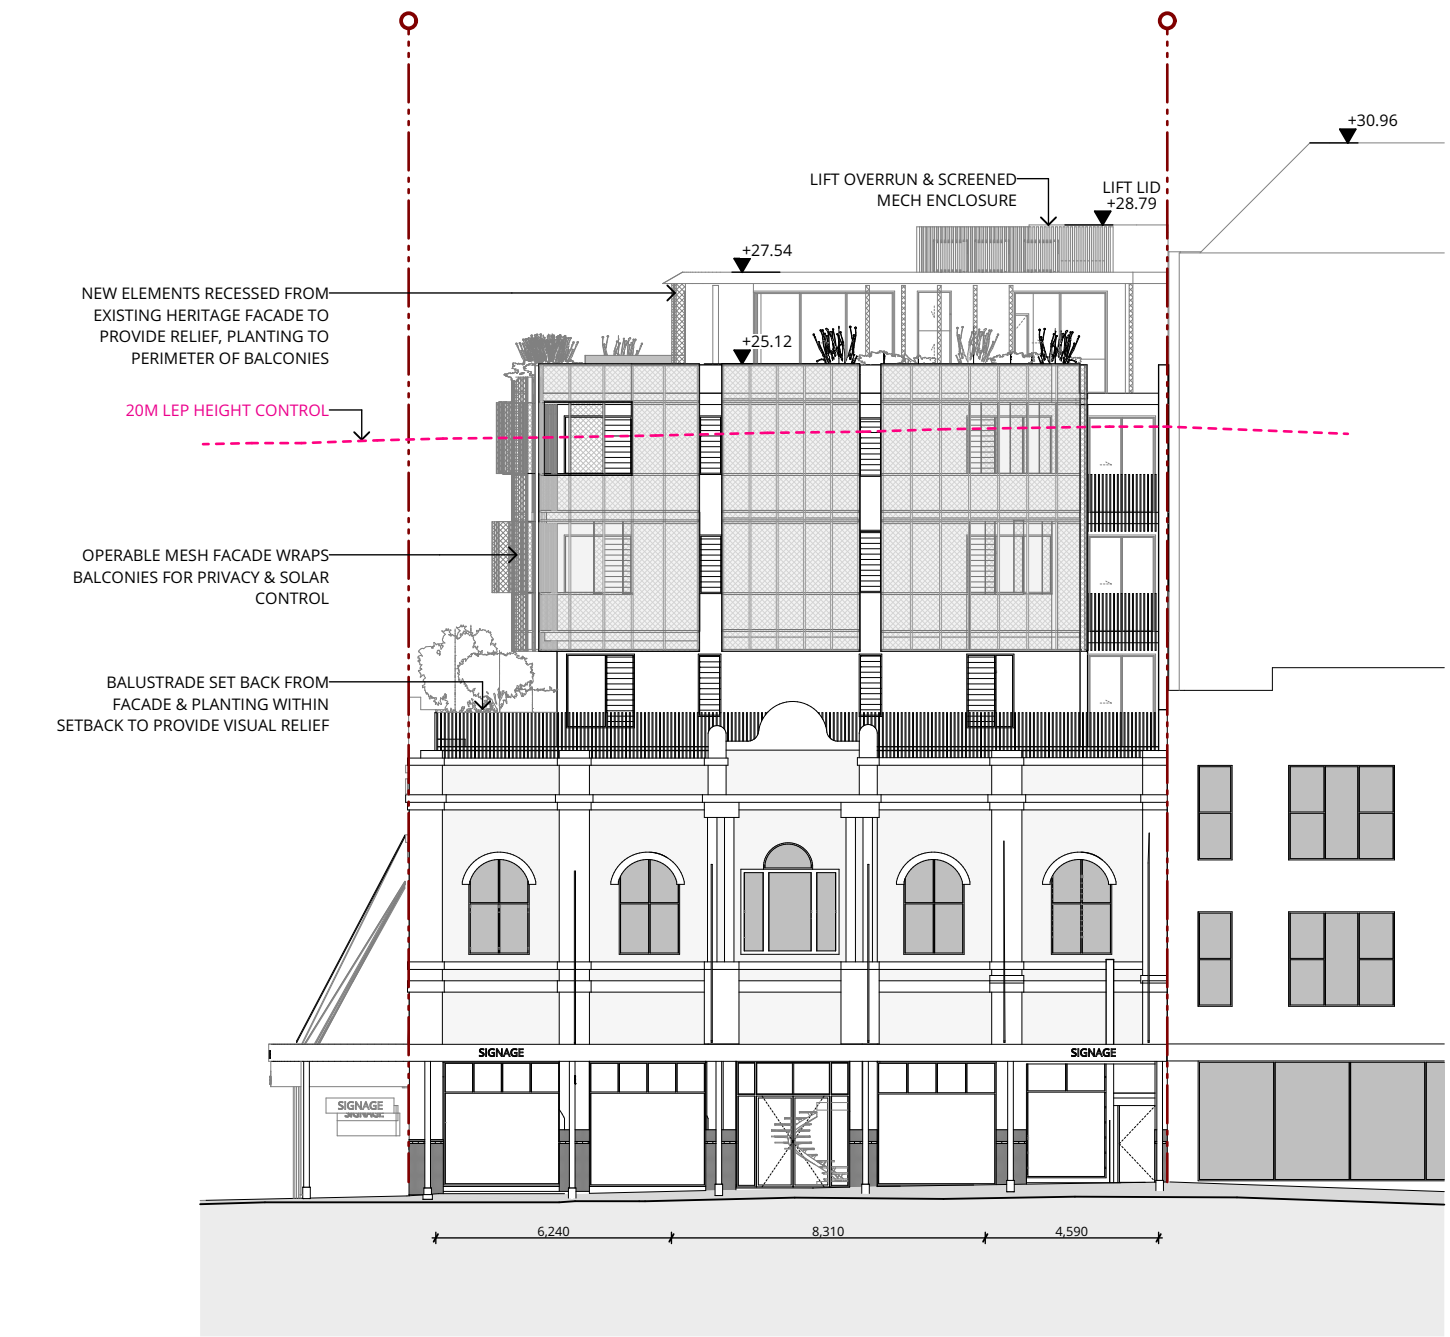 +30.96
LIFT OVERRUN & SCREENED
MECH ENCLOSURE
LIFT LID
+28.79
+27.54
NEW ELEMENTS RECESSED FROM
EXISTING HERITAGE FACADE TO
PROVIDE RELIEF, PLANTING TO
PERIMETER OF BALCONIES
+25.12
20M LEP HEIGHT CONTROL
OPERABLE MESH FACADE WRAPS
BALCONIES FOR PRIVACY & SOLAR
CONTROL
BALUSTRADE SET BACK FROM
FACADE & PLANTING WITHIN
SETBACK TO PROVIDE VISUAL RELIEF
SIGNAGE
SIGNAGE
SIGNAGE
SIGNAGE
6,240
8,310
4,590